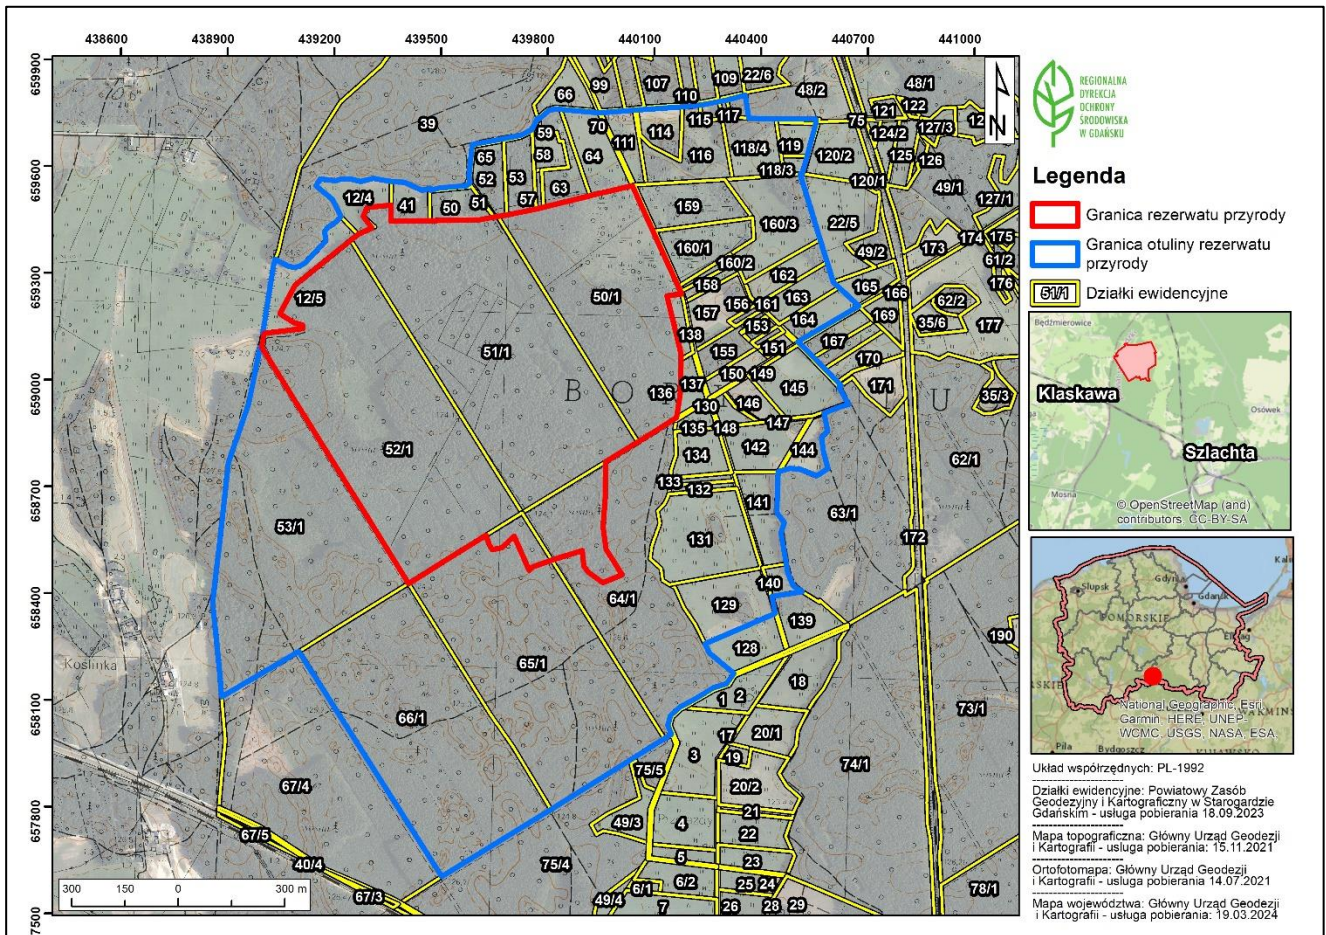 438600 438900 439200 439500 439800 440100 440400 440700 441000
659900
659600
659300
659000
658700
658400
658100
657800
57500
N
99 107 109 22/6 48/1
66 110 48/2
39 70 115 117 75 121 122
59 111 114 124/2 127/3 12
65 58 64 116 118/4 119 120/2 125 126
52 53 63 118/3 120/1 49/1
12/4 41 50 51 57 159 127/1
160/3 22/5 174 175
160/1 49/2 173 61/2
160/2 162 176
12/5 50/1 158 163 165 166 62/2
157 156 161 164 169 35/6 177
138 153 167
51/1 155 151 170
136 137 150 149 145 171 35/3
B O R U
130 146
52/1 135 148 147
134 142 144 62/1
133 132
141 63/1
53/1 131 172
140
64/1 129 139 190
128
65/1
Koślinka
66/1 1 2 18 73/1
3 17 20/1
67/4 75/5 19 74/1
20/2
49/3 4 21
67/5 22
40/4 75/4 5 23
67/3 6/1 6/2 25 24 78/1
49/4 7 26 28 29
300 150 0 300 m
REGIONALNA
DYREKCJA
OCHRONY
ŚRODOWISKA
W GDAŃSKU
Legenda
Granica rezerwatu przyrody
Granica otuliny rezerwatu
przyrody
51/1 Działki ewidencyjne
Będźmierowice
Klaskawa
Osówek
Szlachta
Mosna
© OpenStreetMap (and)
contributors, CC-BY-SA
Słupsk
Gdynia
Gdańsk
POMORSKIE
Elbląg
Kali
RSKIE
National Geographic, Esri,
Garmin, HERE, UNEP-
WCMC, USGS, NASA, ESA,
WARMIŃS
Piła Bydgoszcz
Układ współrzędnych: PL-1992
Działki ewidencyjne: Powiatowy Zasób
Geodezyjny i Kartograficzny w Starogardzie
Gdańskim - usługa pobierania 18.09.2023
Mapa topograficzna: Główny Urząd Geodezji
i Kartografii - usługa pobierania: 15.11.2021
Ortofotomapa: Główny Urząd Geodezji
i Kartografii - usługa pobierania 14.07.2021
Mapa województwa: Główny Urząd Geodezji
i Kartografii - usługa pobierania: 19.03.2024